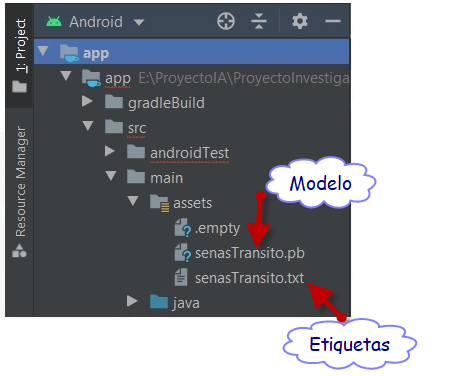 1: Project
Resource Manager
Android
app
app E:\ProyectoIA\ProyectoInvestiga
gradleBuild
src
androidTest
main
assets
.empty
senasTransito.pb
senasTransito.txt
java
Modelo
Etiquetas